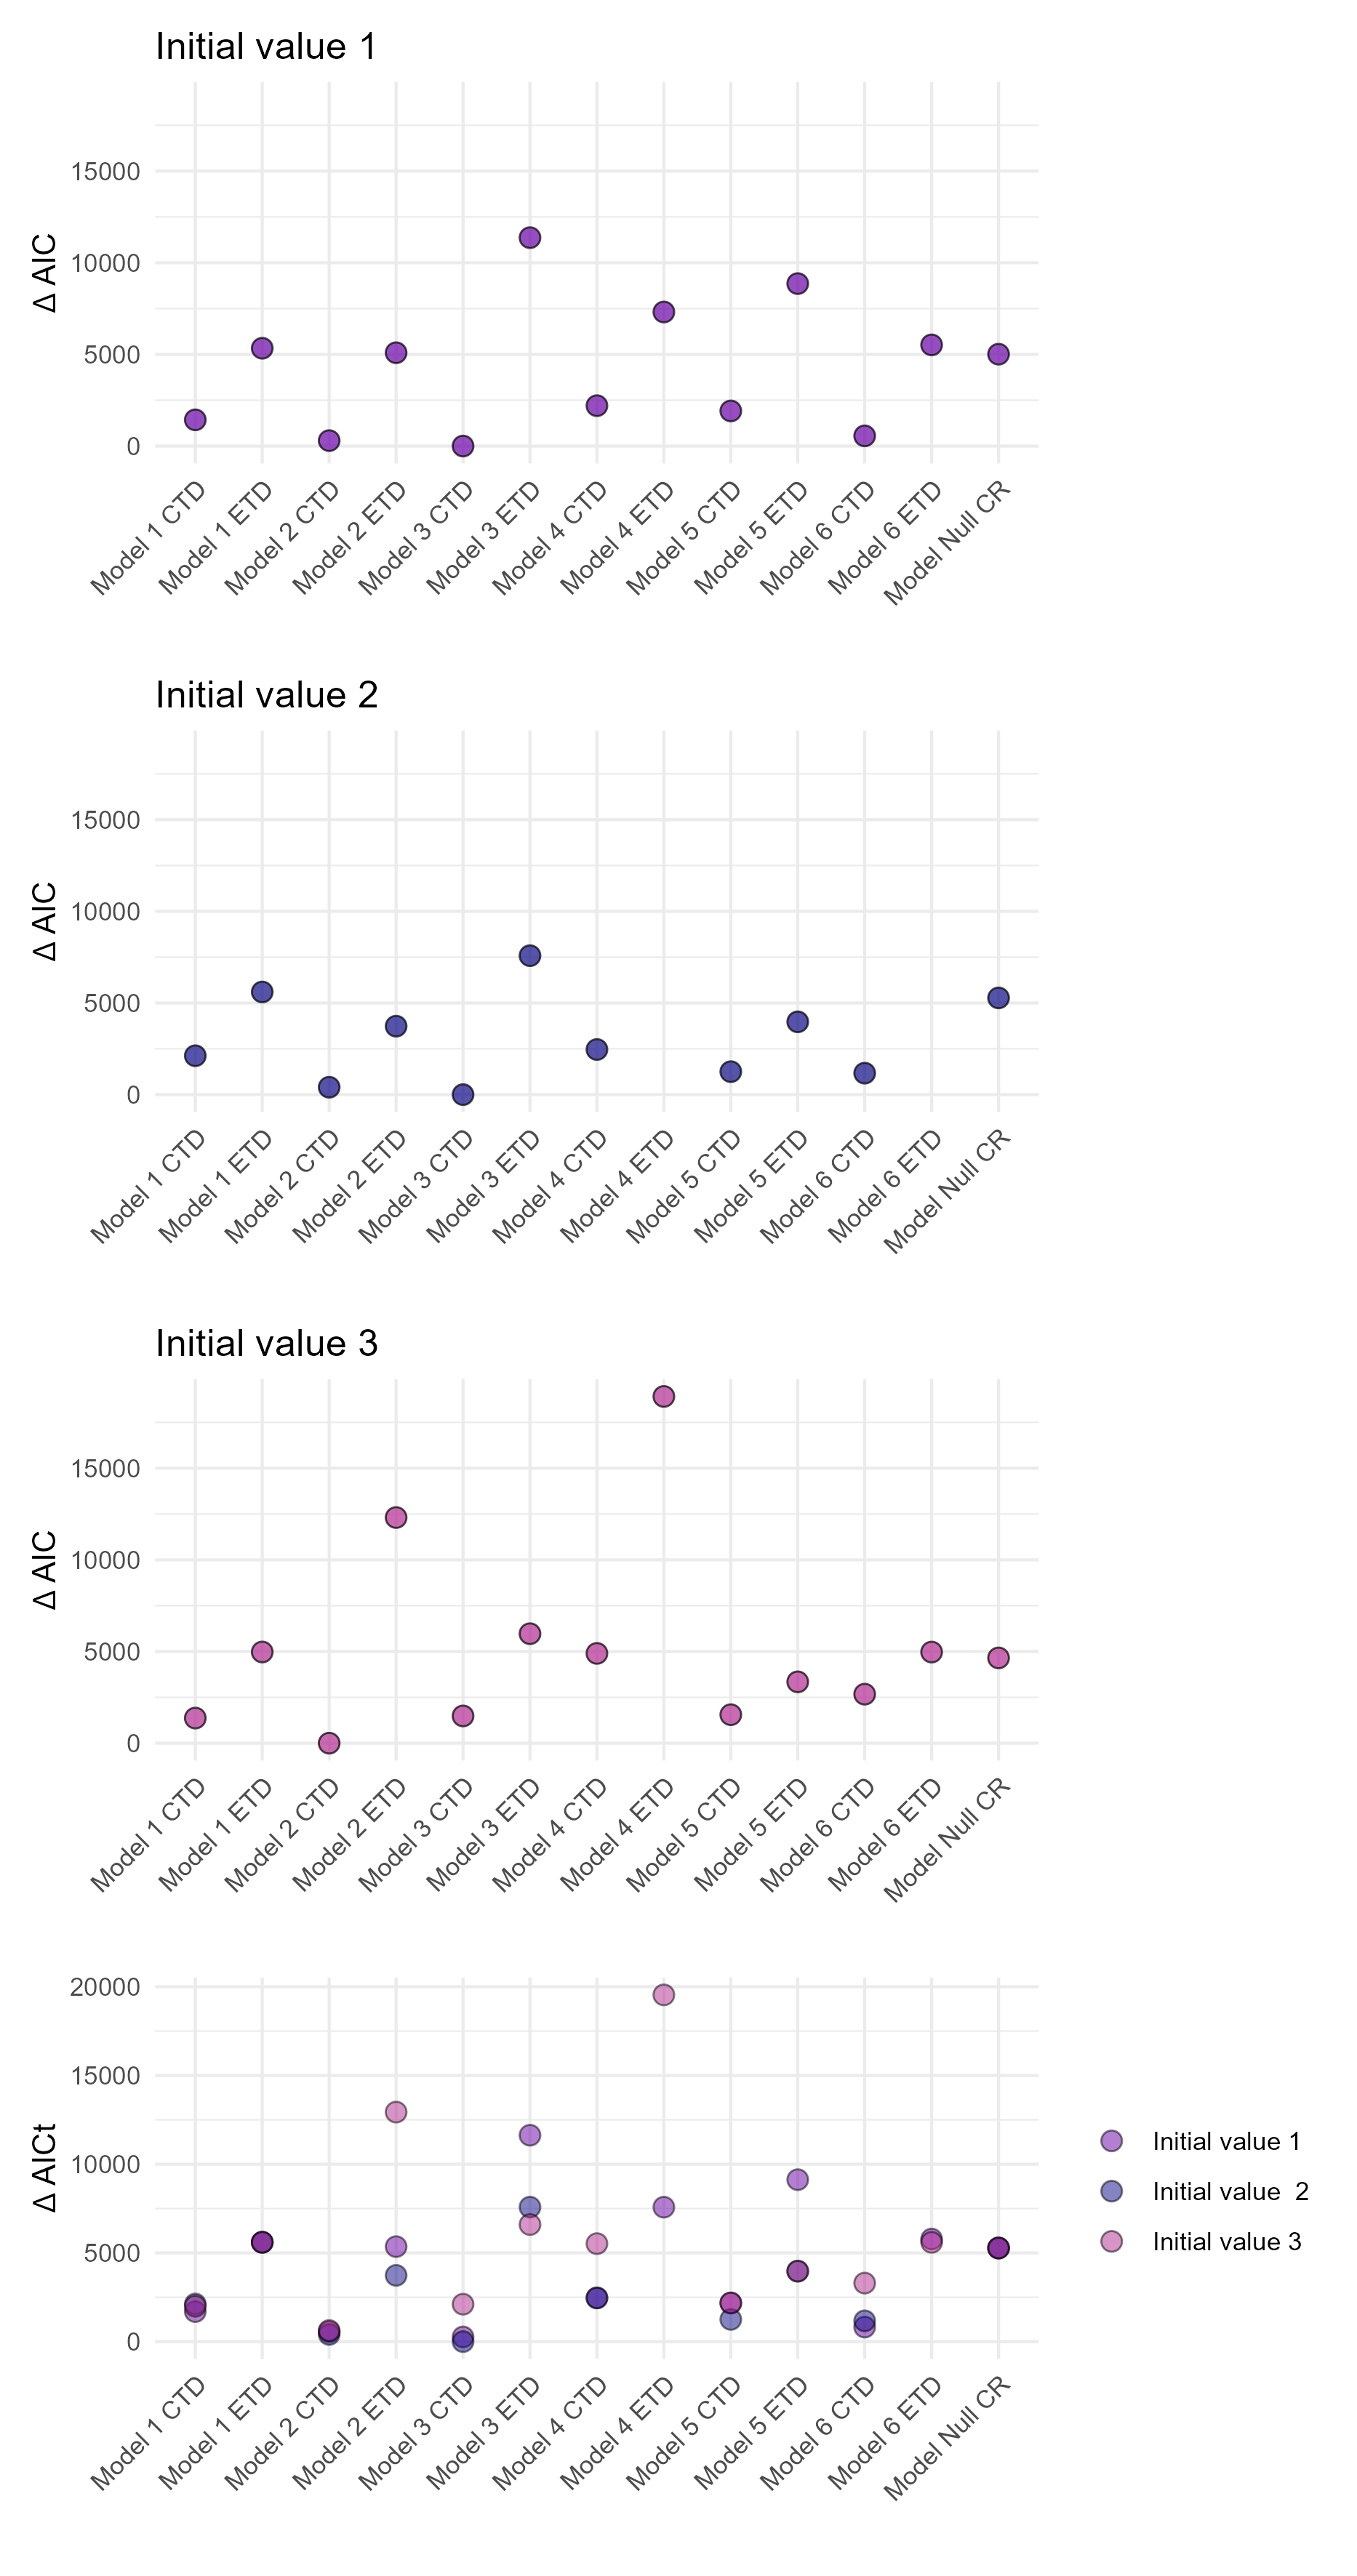 Initial value 1
Δ AIC
15000
10000
5000
0
Model 1 CTD
Model 1 ETD
Model 2 CTD
Model 2 ETD
Model 3 CTD
Model 3 ETD
Model 4 CTD
Model 4 ETD
Model 5 CTD
Model 5 ETD
Model 6 CTD
Model 6 ETD
Model Null CR
Initial value 2
Δ AIC
15000
10000
5000
0
Model 1 CTD
Model 1 ETD
Model 2 CTD
Model 2 ETD
Model 3 CTD
Model 3 ETD
Model 4 CTD
Model 4 ETD
Model 5 CTD
Model 5 ETD
Model 6 CTD
Model 6 ETD
Model Null CR
Initial value 3
Δ AIC
15000
10000
5000
0
Model 1 CTD
Model 1 ETD
Model 2 CTD
Model 2 ETD
Model 3 CTD
Model 3 ETD
Model 4 CTD
Model 4 ETD
Model 5 CTD
Model 5 ETD
Model 6 CTD
Model 6 ETD
Model Null CR
Δ AICt
20000
15000
10000
5000
0
Model 1 CTD
Model 1 ETD
Model 2 CTD
Model 2 ETD
Model 3 CTD
Model 3 ETD
Model 4 CTD
Model 4 ETD
Model 5 CTD
Model 5 ETD
Model 6 CTD
Model 6 ETD
Model Null CR
Initial value 1
Initial value  2
Initial value 3